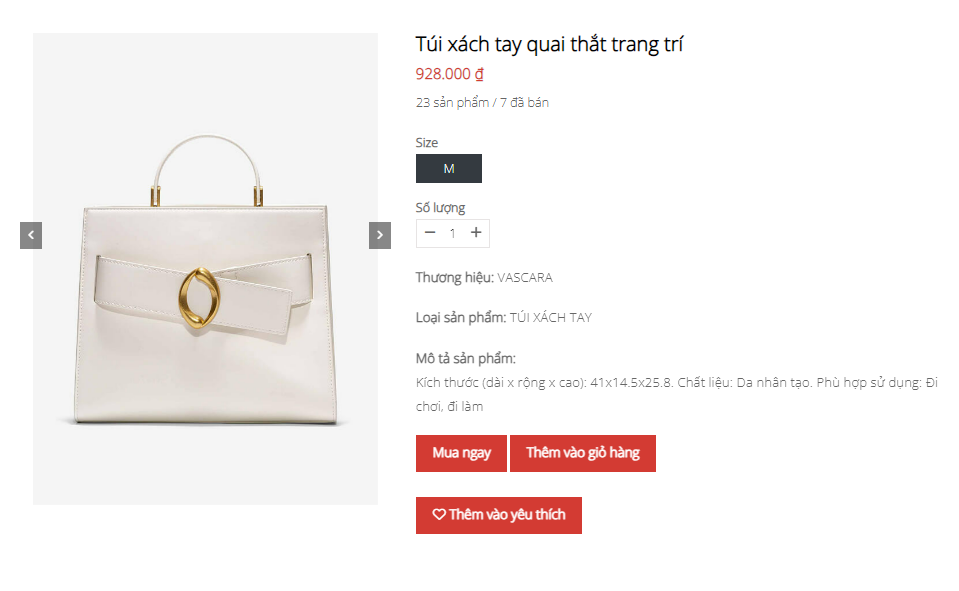 Túi xách tay quai thắt trang trí
928.000 ₫
23 sản phẩm / 7 đã bán
Size
M
Số lượng
1
Thương hiệu: VASCARA
Loại sản phẩm: TÚI XÁCH TAY
Mô tả sản phẩm:
Kích thước (dài x rộng x cao): 41x14.5x25.8. Chất liệu: Da nhân tạo. Phù hợp sử dụng: Đi
chơi, đi làm
Mua ngay Thêm vào giỏ hàng
Thêm vào yêu thích